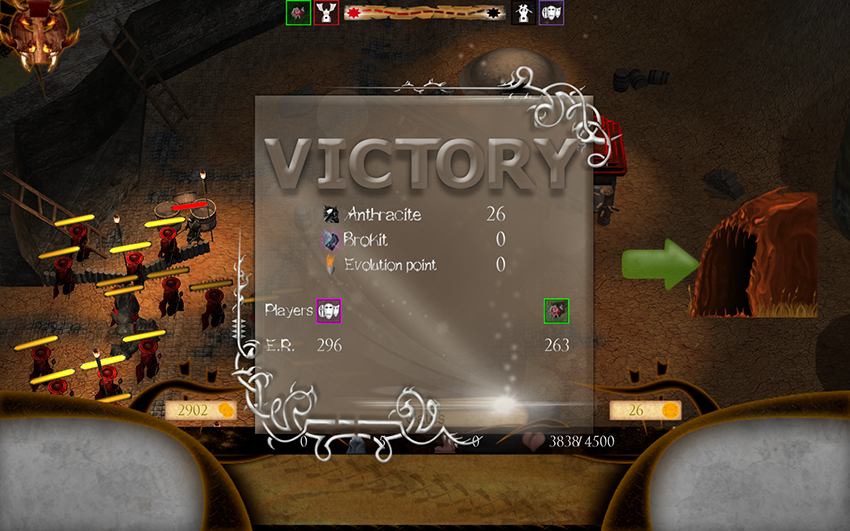 VICTORY
Anthracite 26
Brokit 0
Evolution point 0
Players
E.R. 296 263
2902 26
0 0 3838/4500